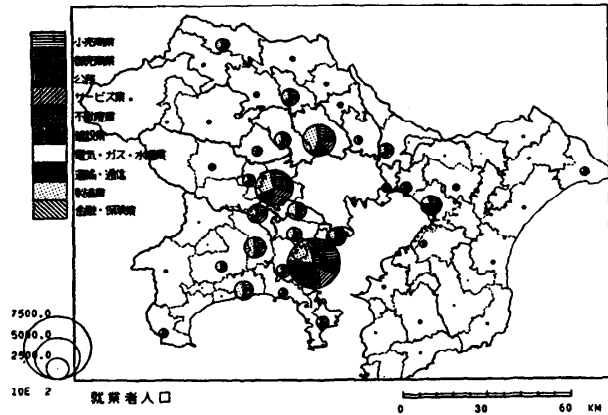 小売商業
卸売商業
公務
サービス業
不動産業
建設業
電気・ガス・水道業
運輸・通信
製造業
金融・保険業
7500.0
5000.0
2500.0
10E 2
就業者人口
0 30 60 KM